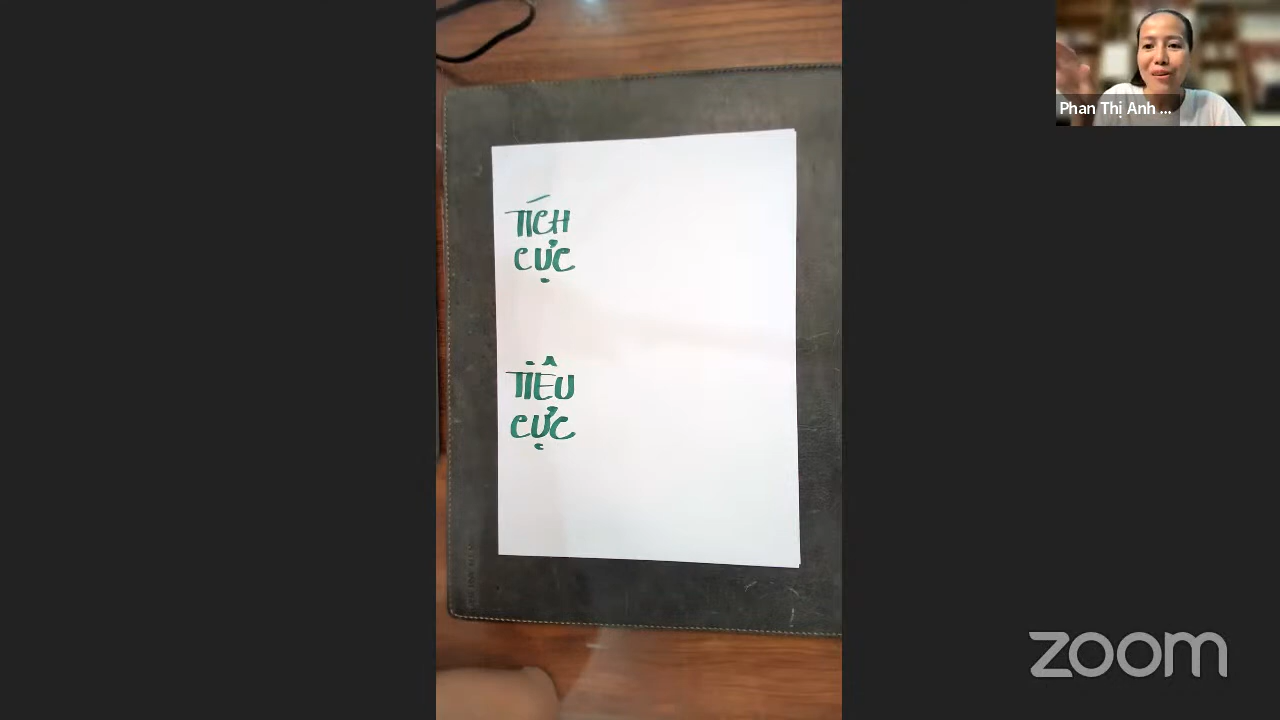 TÍCH
CỰC
TIÊU
CỰC
Phan Thị Anh ...
zoom